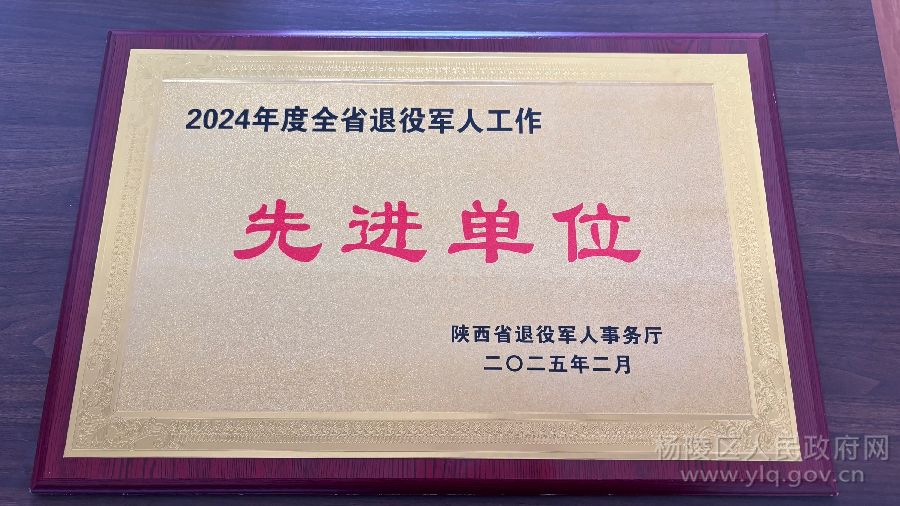 2024年度全省退役军人工作
先进单位
陕西省退役军人事务厅
二〇二五年二月
杨陵区人民政府网
www.ylq.gov.cn